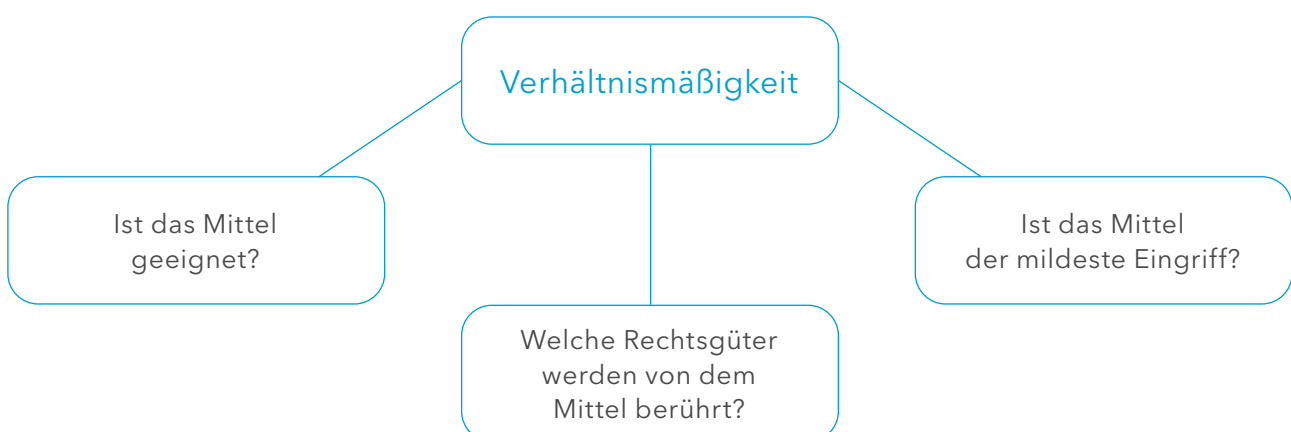 Verhältnismäßigkeit
Ist das Mittel
geeignet?
Welche Rechtsgüter
werden von dem
Mittel berührt?
Ist das Mittel
der mildeste Eingriff?